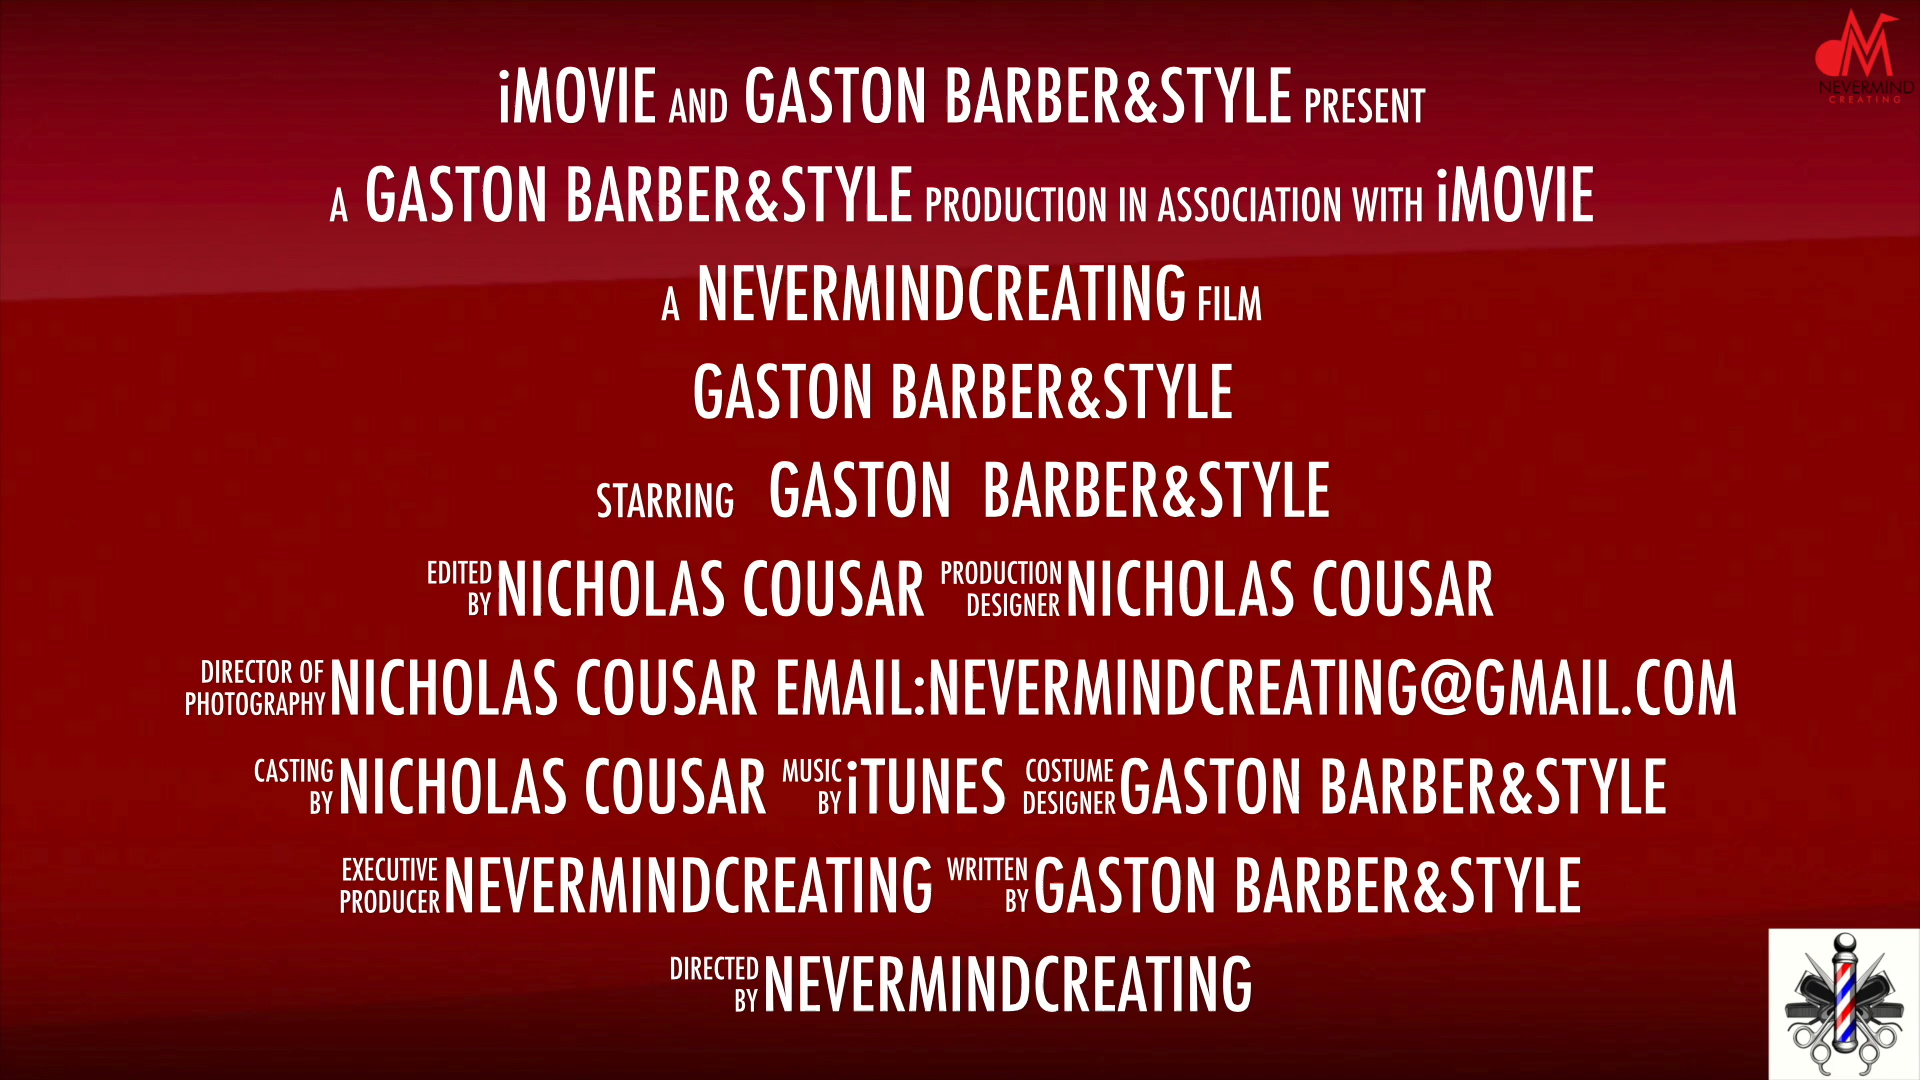 iMOVIE AND GASTON BARBER&STYLE PRESENT
A GASTON BARBER&STYLE PRODUCTION IN ASSOCIATION WITH iMOVIE
A NEVERMINDCREATING FILM
GASTON BARBER&STYLE
STARRING GASTON BARBER&STYLE
EDITED BY NICHOLAS COUSAR PRODUCTION DESIGNER NICHOLAS COUSAR
DIRECTOR OF PHOTOGRAPHY NICHOLAS COUSAR EMAIL:NEVERMINDCREATING@GMAIL.COM
CASTING BY NICHOLAS COUSAR MUSIC BY iTUNES COSTUME DESIGNER GASTON BARBER&STYLE
EXECUTIVE PRODUCER NEVERMINDCREATING WRITTEN BY GASTON BARBER&STYLE
DIRECTED BY NEVERMINDCREATING
NEVERMIND
CREATING